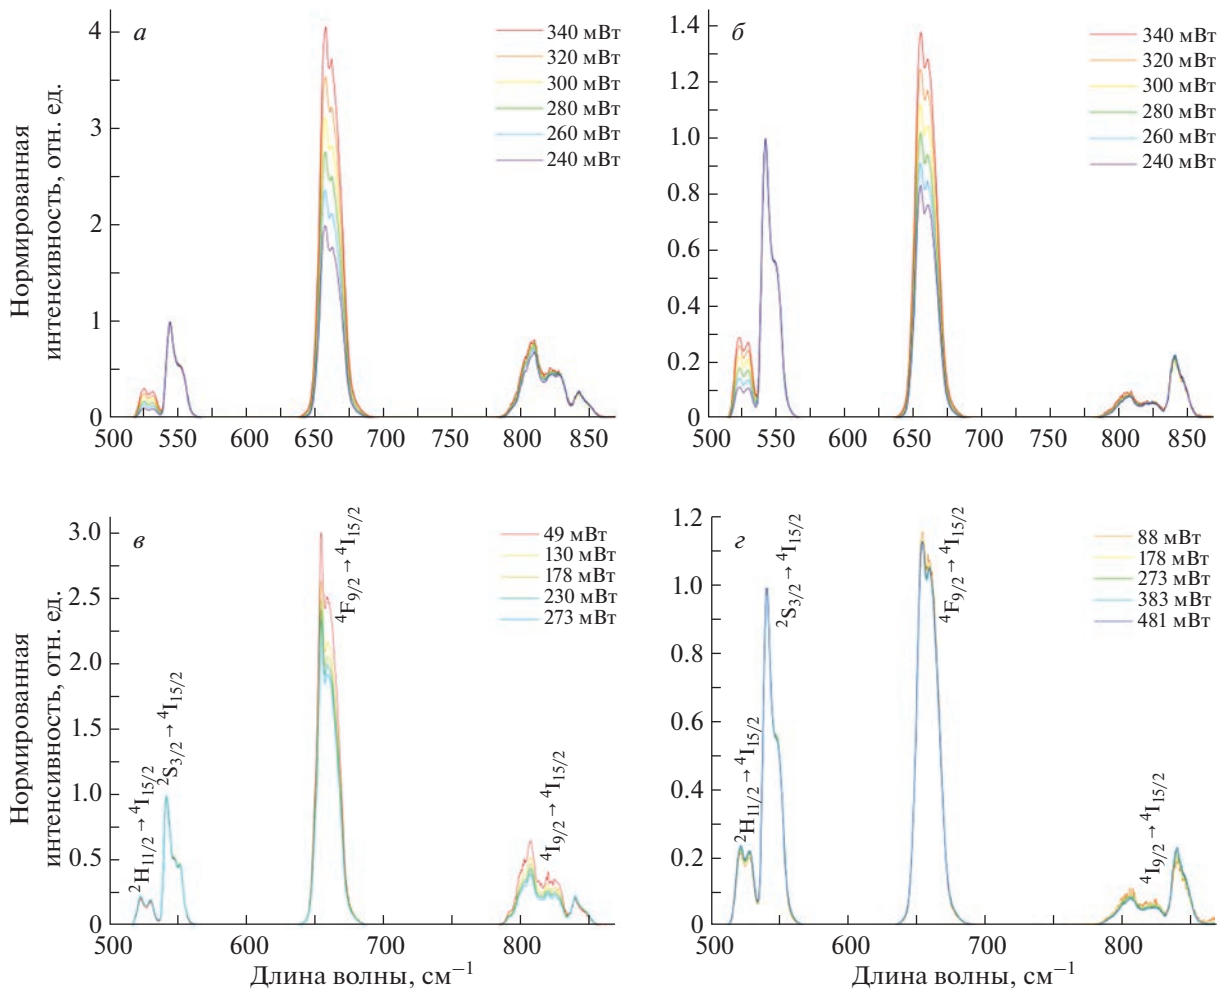 Нормированная
интенсивность, отн. ед.
а
4
3
2
1
0
340 мВт
320 мВт
300 мВт
280 мВт
260 мВт
240 мВт
500 550 600 650 700 750 800 850
б
1.4
1.2
1.0
0.8
0.6
0.4
0.2
0
340 мВт
320 мВт
300 мВт
280 мВт
260 мВт
240 мВт
500 550 600 650 700 750 800 850
Нормированная
интенсивность, отн. ед.
в
3.0
2.5
2.0
1.5
1.0
0.5
0
²H₁₁/₂ → ⁴I₁₅/₂
²S₃/₂ → ⁴I₁₅/₂
⁴F₉/₂ → ⁴I₁₅/₂
⁴I₉/₂ → ⁴I₁₅/₂
49 мВт
130 мВт
178 мВт
230 мВт
273 мВт
500 550 600 650 700 750 800 850
Длина волны, см⁻¹
г
1.2
1.0
0.8
0.6
0.4
0.2
0
²H₁₁/₂ → ⁴I₁₅/₂
²S₃/₂ → ⁴I₁₅/₂
⁴F₉/₂ → ⁴I₁₅/₂
⁴I₉/₂ → ⁴I₁₅/₂
88 мВт
178 мВт
273 мВт
383 мВт
481 мВт
500 550 600 650 700 800
Длина волны, см⁻¹